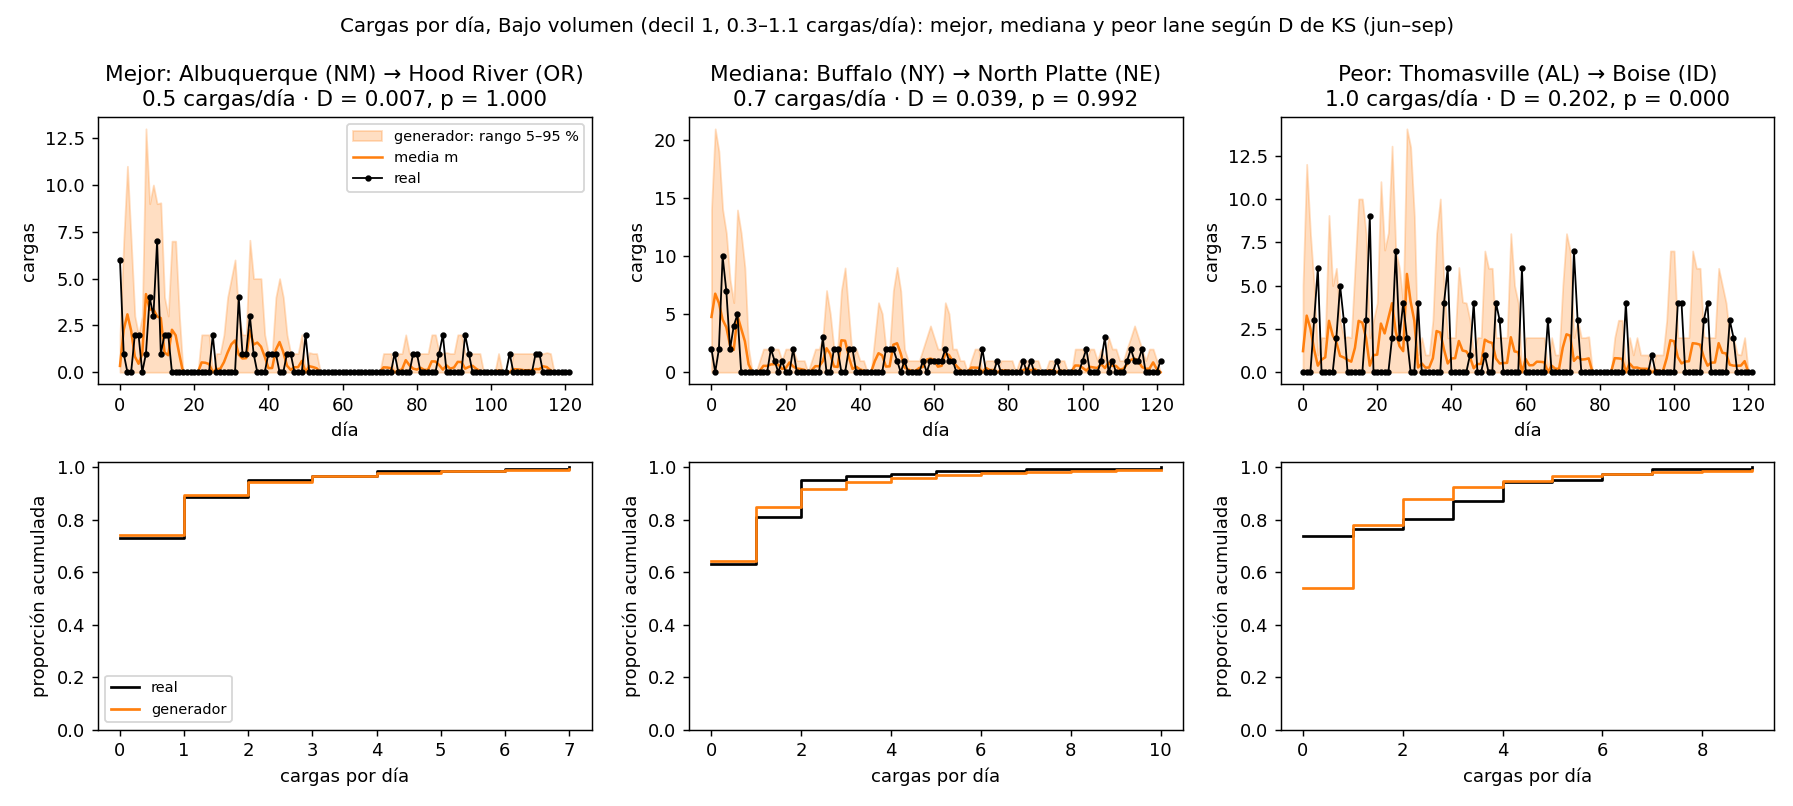 Cargas por día, Bajo volumen (decil 1, 0.3–1.1 cargas/día): mejor, mediana y peor lane según D de KS (jun–sep)
Mejor: Albuquerque (NM) → Hood River (OR)
0.5 cargas/día · D = 0.007, p = 1.000
Mediana: Buffalo (NY) → North Platte (NE)
0.7 cargas/día · D = 0.039, p = 0.992
Peor: Thomasville (AL) → Boise (ID)
1.0 cargas/día · D = 0.202, p = 0.000
cargas
12.5
10.0
7.5
5.0
2.5
0.0
generador: rango 5–95 %
media m
real
0 20 40 60 80 100 120
día
cargas
20
15
10
5
0
0 20 40 60 80 100 120
día
cargas
12.5
10.0
7.5
5.0
2.5
0.0
0 20 40 60 80 100 120
día
proporción acumulada
1.0
0.8
0.6
0.4
0.2
0.0
real
generador
0 1 2 3 4 5 6 7
cargas por día
proporción acumulada
1.0
0.8
0.6
0.4
0.2
0.0
0 2 4 6 8 10
cargas por día
proporción acumulada
1.0
0.8
0.6
0.4
0.2
0.0
0 2 4 6 8
cargas por día